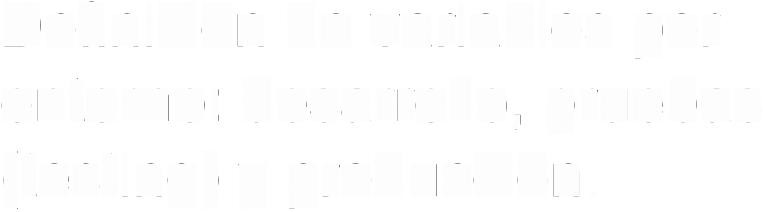 Definición de variables por
entorno: desarrollo, pruebas
(testing) y producción.